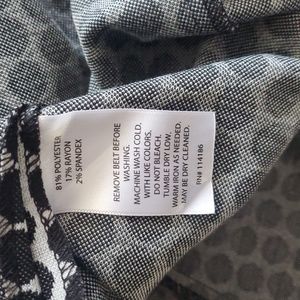 81% POLYESTER
17% RAYON
2% SPANDEX
REMOVE BELT BEFORE
WASHING.
MACHINE WASH COLD,
WITH LIKE COLORS.
DO NOT BLEACH,
TUMBLE DRY LOW.
WARM IRON AS NEEDED.
MAY BE DRY CLEANED.
RN# 114186